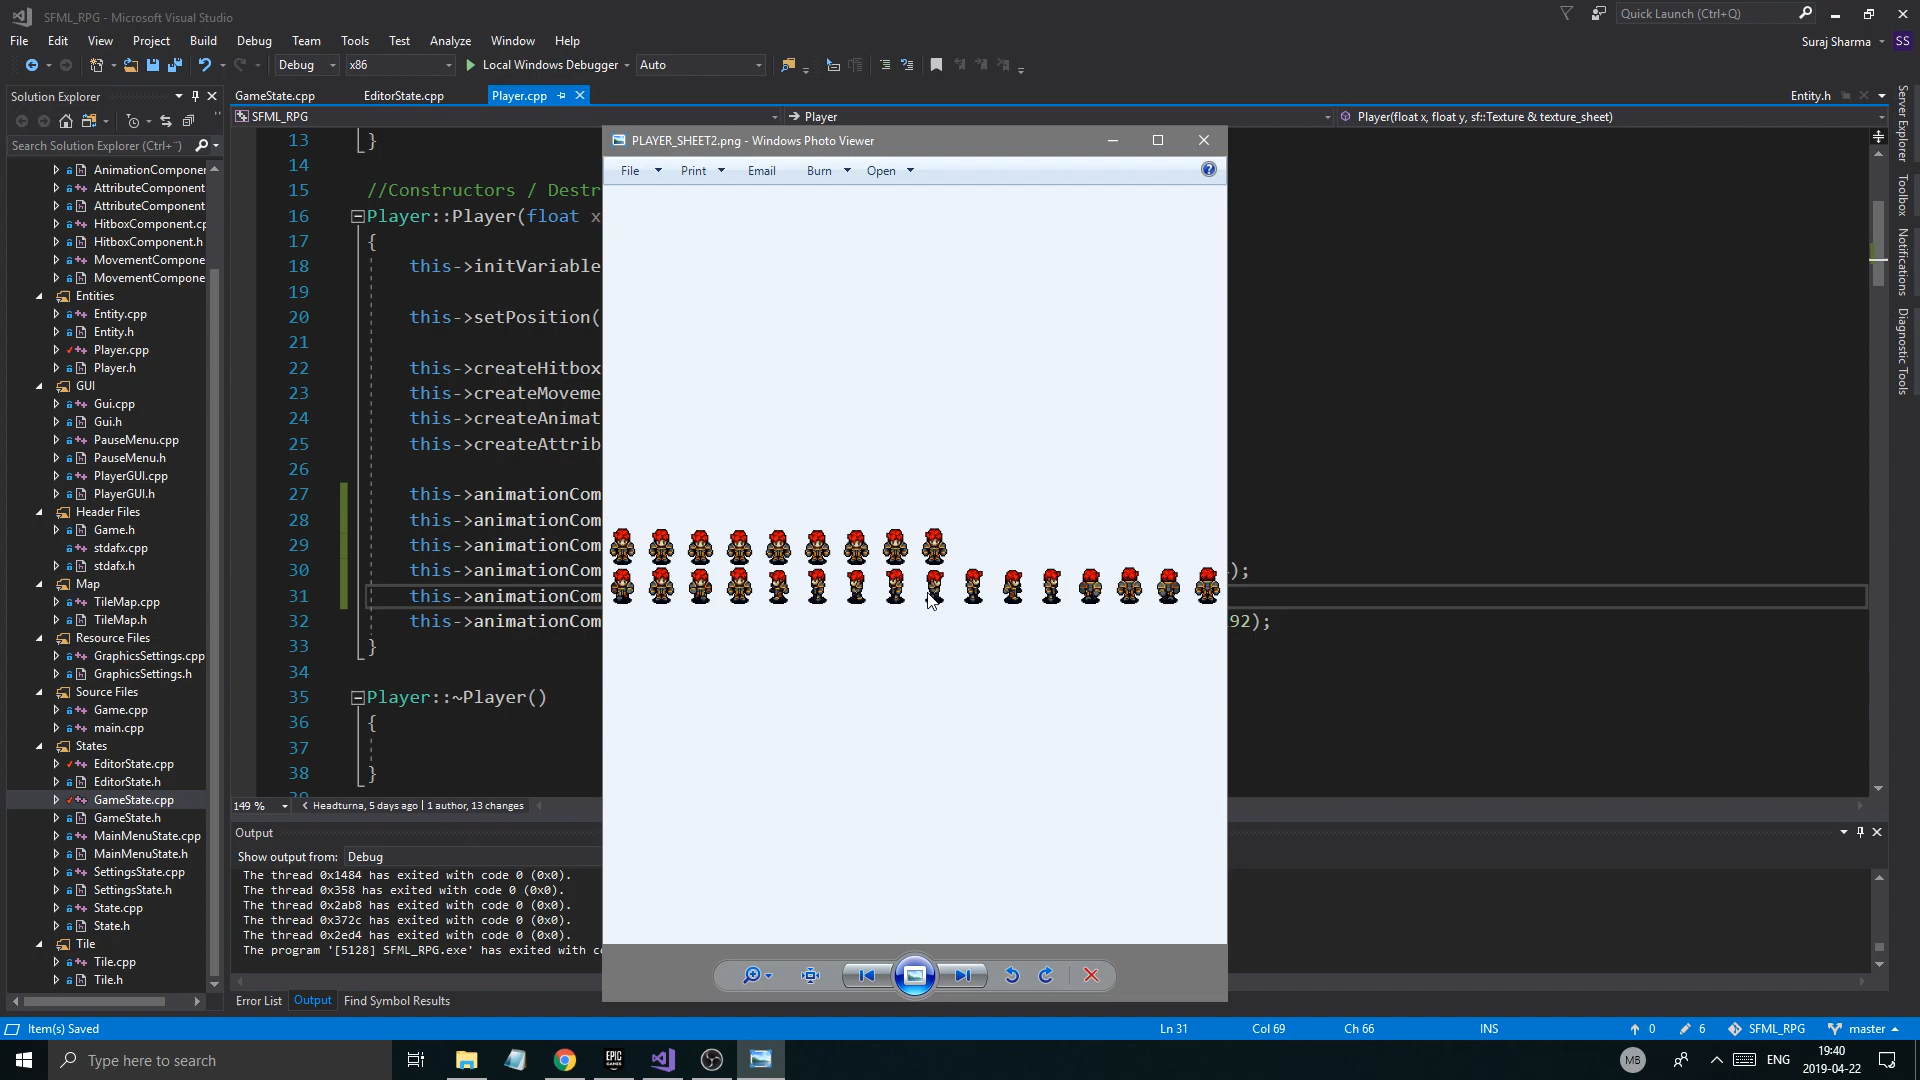 SFML_RPG - Microsoft Visual Studio
Quick Launch (Ctrl+Q)
File Edit View Project Build Debug Team Tools Test Analyze Window Help
Suraj Sharma SS
Debug x86 Local Windows Debugger Auto
Solution Explorer
GameState.cpp EditorState.cpp Player.cpp Entity.h
SFML_RPG Player Player(float x, float y, sf::Texture & texture_sheet)
Search Solution Explorer (Ctrl+¨)
AnimationComponen
AttributeComponent
AttributeComponent
HitboxComponent.cp
HitboxComponent.h
MovementCompone
MovementCompone
Entities
Entity.cpp
Entity.h
Player.cpp
Player.h
GUI
Gui.cpp
Gui.h
PauseMenu.cpp
PauseMenu.h
PlayerGUI.cpp
PlayerGUI.h
Header Files
Game.h
stdafx.cpp
stdafx.h
Map
TileMap.cpp
TileMap.h
Resource Files
GraphicsSettings.cpp
GraphicsSettings.h
Source Files
Game.cpp
main.cpp
States
EditorState.cpp
EditorState.h
GameState.cpp
GameState.h
MainMenuState.cpp
MainMenuState.h
SettingsState.cpp
SettingsState.h
State.cpp
State.h
Tile
Tile.cpp
Tile.h
13 }
14
15 //Constructors / Destr
16 Player::Player(float x
17 {
18 this->initVariable
19
20 this->setPosition(
21
22 this->createHitbox
23 this->createMoveme
24 this->createAnimat
25 this->createAttrib
26
27 this->animationCom
28 this->animationCom
29 this->animationCom
30 this->animationCom );
31 this->animationCom
32 this->animationCom 92);
33 }
34
35 Player::~Player()
36 {
37
38 }
149 % Headturna, 5 days ago | 1 author, 13 changes
PLAYER_SHEET2.png - Windows Photo Viewer
File Print Email Burn Open
Server Explorer
Toolbox
Notifications
Diagnostic Tools
Output
Show output from: Debug
The thread 0x1484 has exited with code 0 (0x0).
The thread 0x358 has exited with code 0 (0x0).
The thread 0x2ab8 has exited with code 0 (0x0).
The thread 0x372c has exited with code 0 (0x0).
The thread 0x2ed4 has exited with code 0 (0x0).
The program '[5128] SFML_RPG.exe' has exited with c
Error List Output Find Symbol Results
Item(s) Saved Ln 31 Col 69 Ch 66 INS 0 6 SFML_RPG master
Type here to search
EPIC GAMES
MB ENG 19:40
2019-04-22